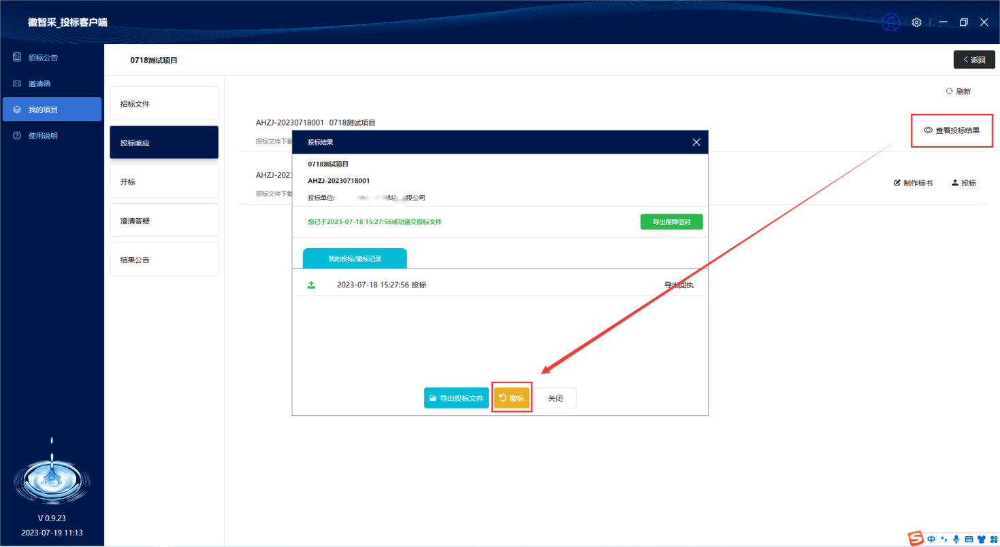 徽智采_投标客户端
招标公告
邀请函
我的项目
使用说明
V 0.9.23
2023-07-19 11:13
0718测试项目
返回
招标文件
投标响应
开标
澄清答疑
结果公告
刷新
AHZJ-20230718001 0718测试项目
招标文件下载
查看投标结果
AHZJ-2023
招标文件下载
制作标书 投标
投标结果
0718测试项目
AHZJ-20230718001
投标单位: 科 限公司
您已于2023-07-18 15:27:56成功递交投标文件
导出保障信封
我的投标/撤标记录
2023-07-18 15:27:56 投标 导出回执
导出投标文件 撤标 关闭
中